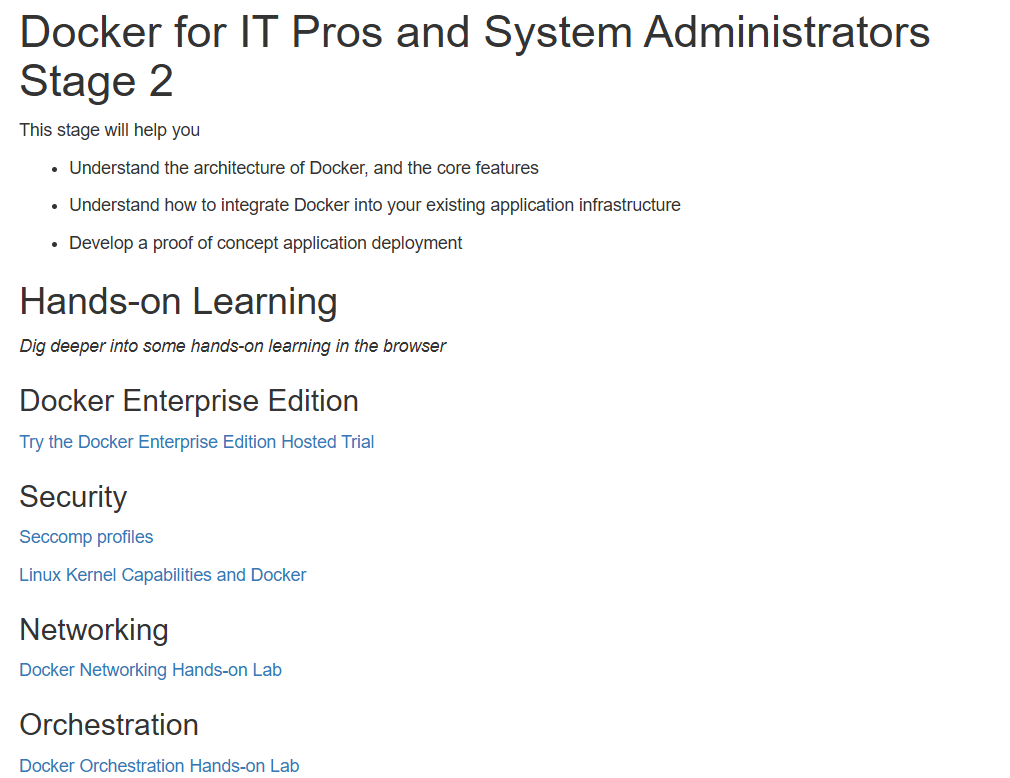 Docker for IT Pros and System Administrators
Stage 2
This stage will help you
Understand the architecture of Docker, and the core features
Understand how to integrate Docker into your existing application infrastructure
Develop a proof of concept application deployment
Hands-on Learning
Dig deeper into some hands-on learning in the browser
Docker Enterprise Edition
Try the Docker Enterprise Edition Hosted Trial
Security
Seccomp profiles
Linux Kernel Capabilities and Docker
Networking
Docker Networking Hands-on Lab
Orchestration
Docker Orchestration Hands-on Lab